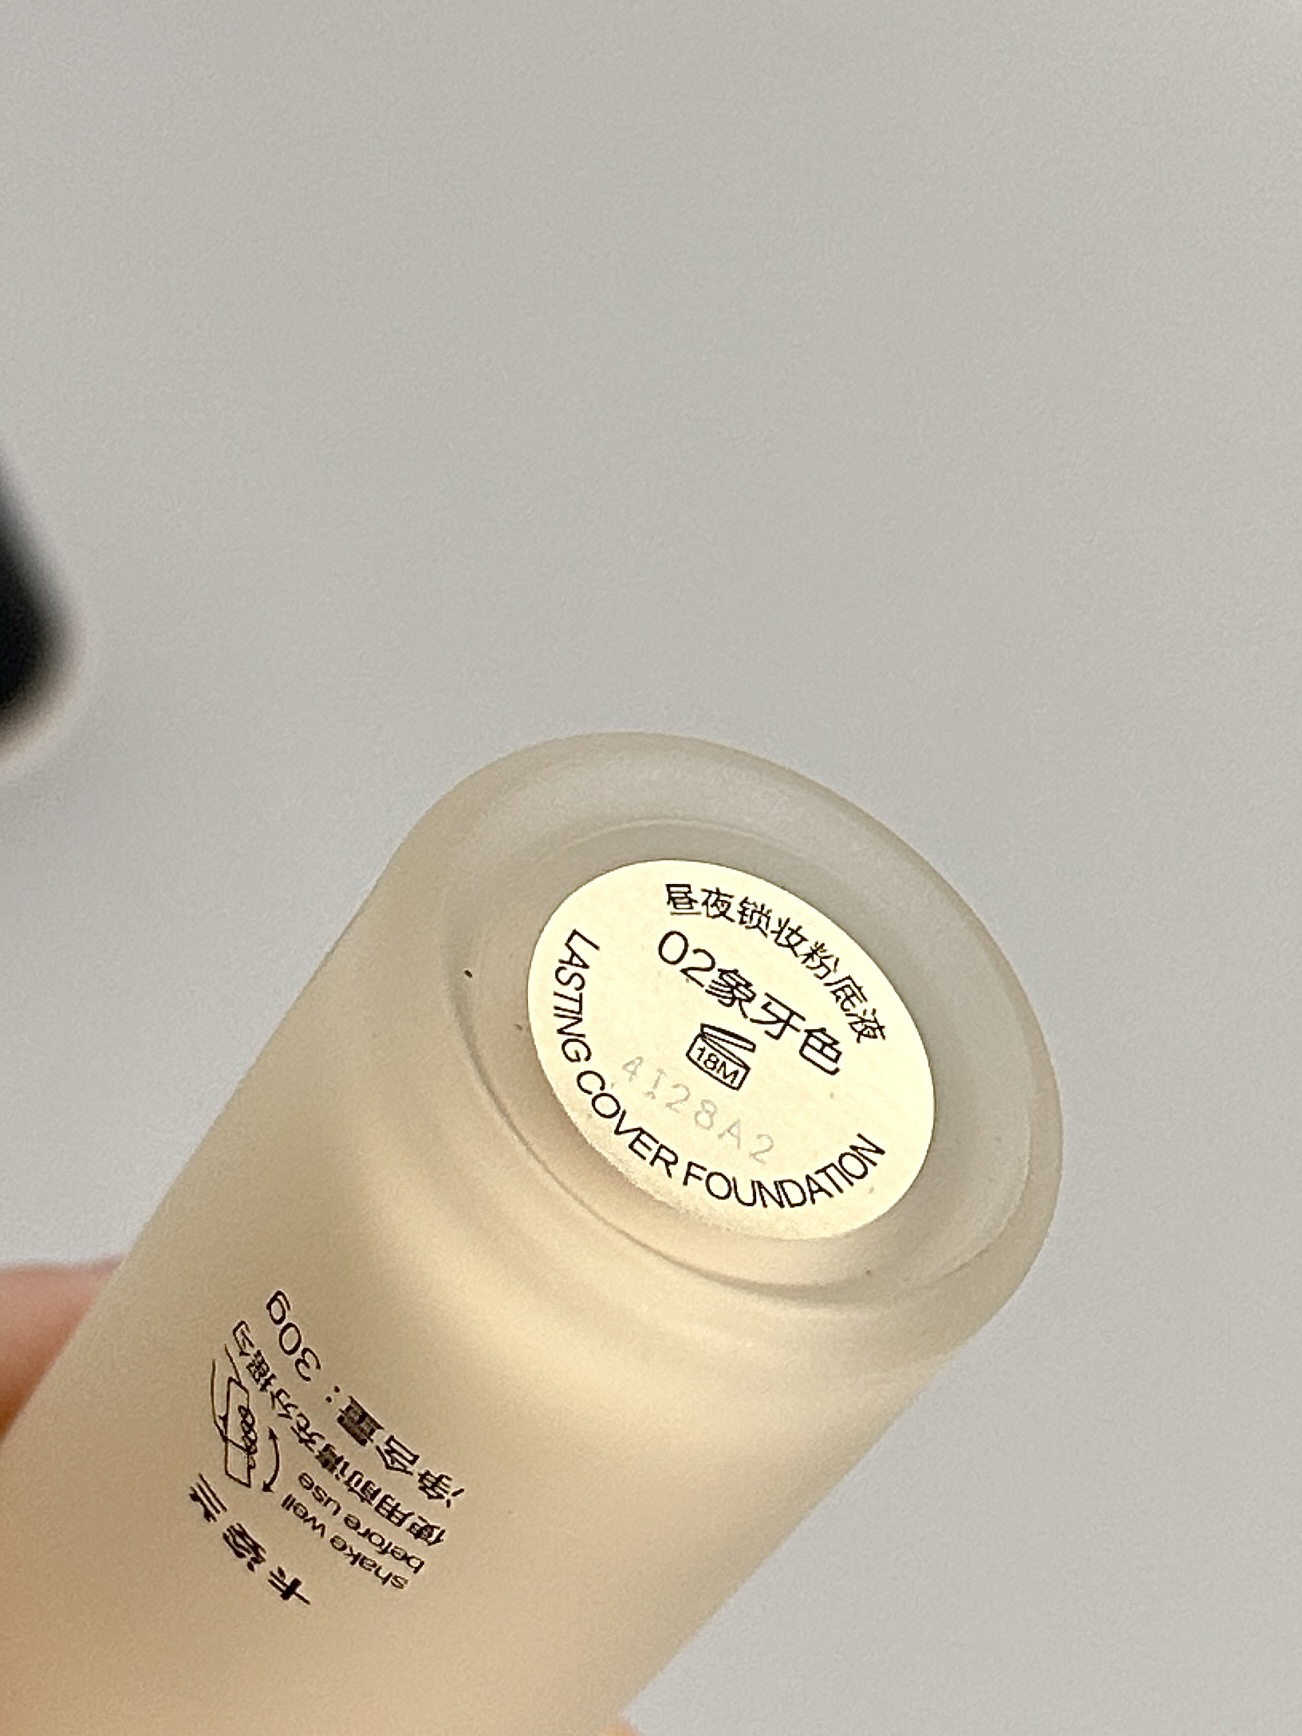 昼夜锁妆粉底液
02象牙色
18M
4I28A2
LASTING COVER FOUNDATION
卡姿兰
shake well
before use
使用前请充分摇匀
净含量：30g